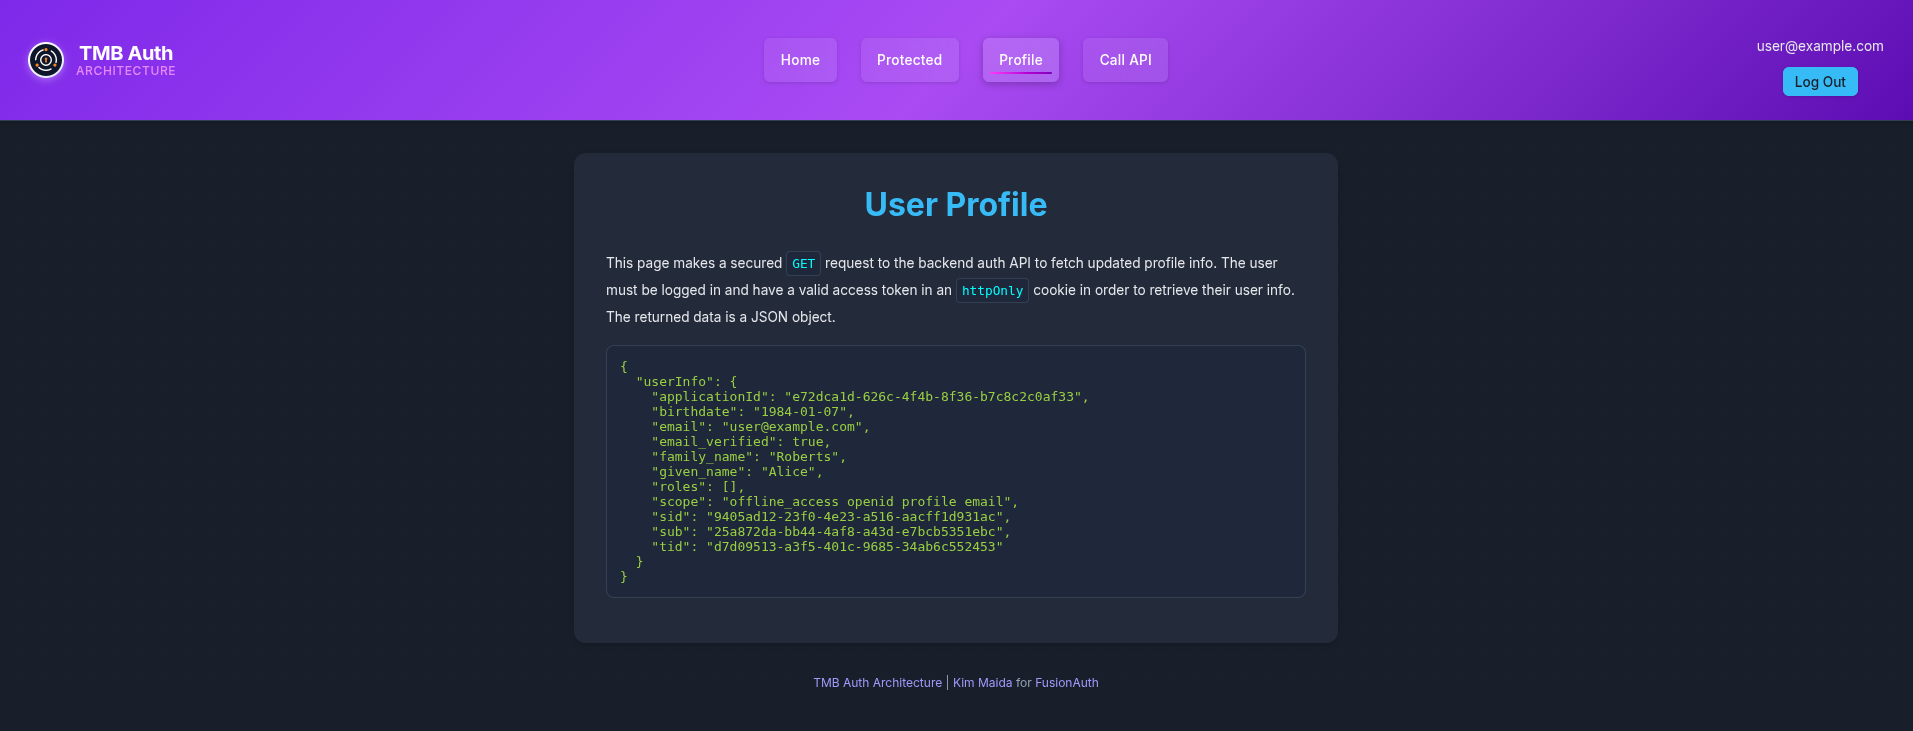 TMB Auth
ARCHITECTURE
Home
Protected
Profile
Call API
user@example.com
Log Out
User Profile
This page makes a secured GET request to the backend auth API to fetch updated profile info. The user
must be logged in and have a valid access token in an httpOnly cookie in order to retrieve their user info.
The returned data is a JSON object.
{
  "userInfo": {
    "applicationId": "e72dca1d-626c-4f4b-8f36-b7c8c2c0af33",
    "birthdate": "1984-01-07",
    "email": "user@example.com",
    "email_verified": true,
    "family_name": "Roberts",
    "given_name": "Alice",
    "roles": [],
    "scope": "offline_access openid profile email",
    "sid": "9405ad12-23f0-4e23-a516-aacff1d931ac",
    "sub": "25a872da-bb44-4af8-a43d-e7bcb5351ebc",
    "tid": "d7d09513-a3f5-401c-9685-34ab6c552453"
  }
}
TMB Auth Architecture | Kim Maida for FusionAuth